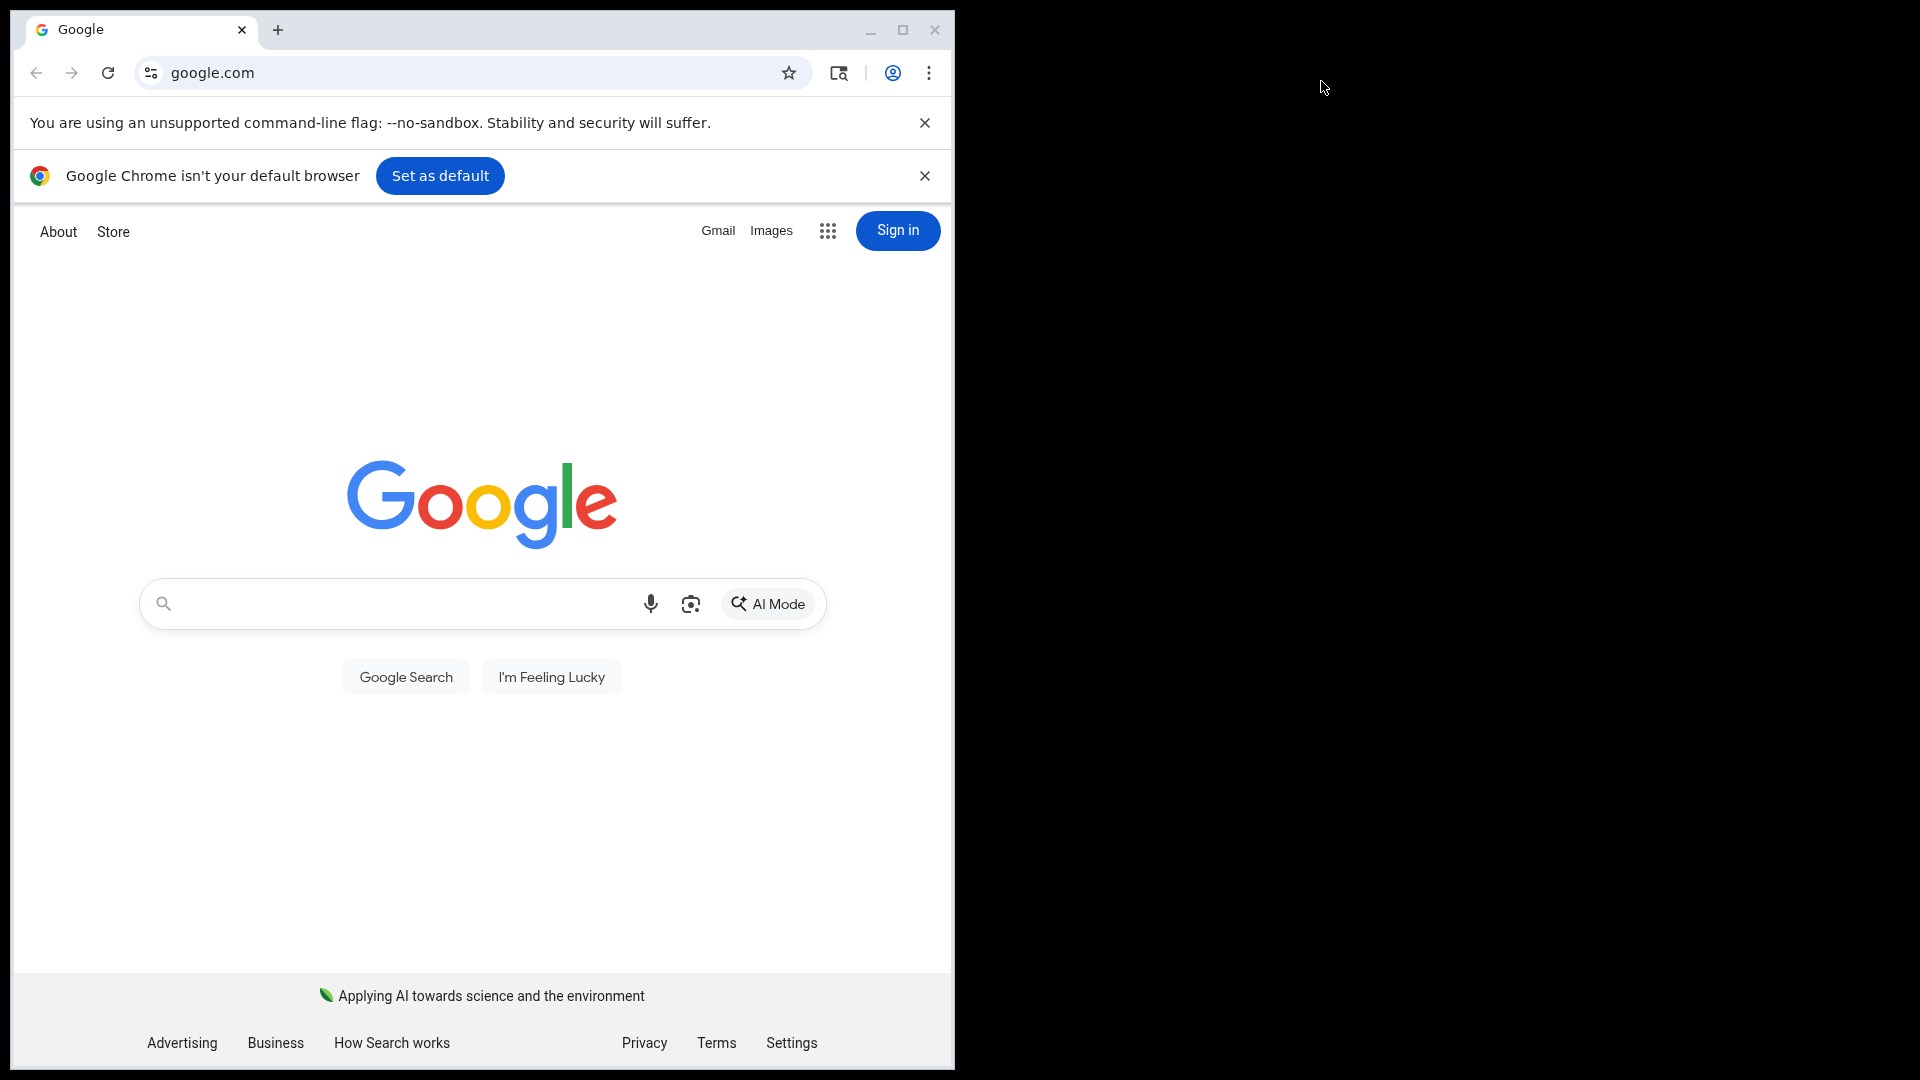 Google
google.com
You are using an unsupported command-line flag: --no-sandbox. Stability and security will suffer.
Google Chrome isn't your default browser Set as default
About Store Gmail Images Sign in
Google
AI Mode
Google Search I'm Feeling Lucky
Applying AI towards science and the environment
Advertising Business How Search works Privacy Terms Settings